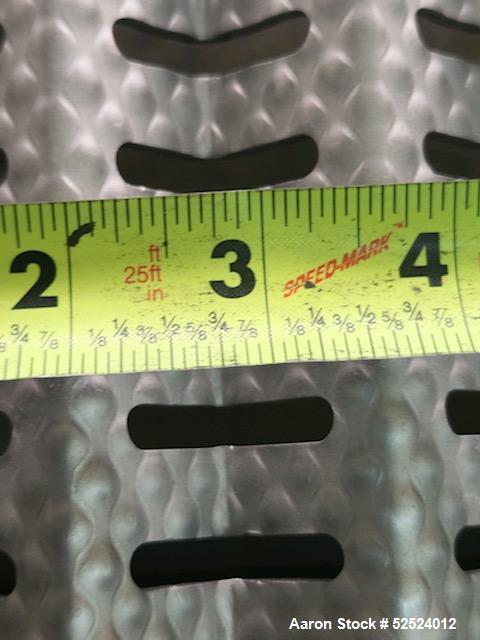 ft
25ft
in
2 3 SPEED-MARK™ 4
3/4 7/8 1/8 1/4 3/8 1/2 5/8 3/4 7/8 1/8 1/4 3/8 1/2 5/8 3/4 7/8
Aaron Stock # 52524012